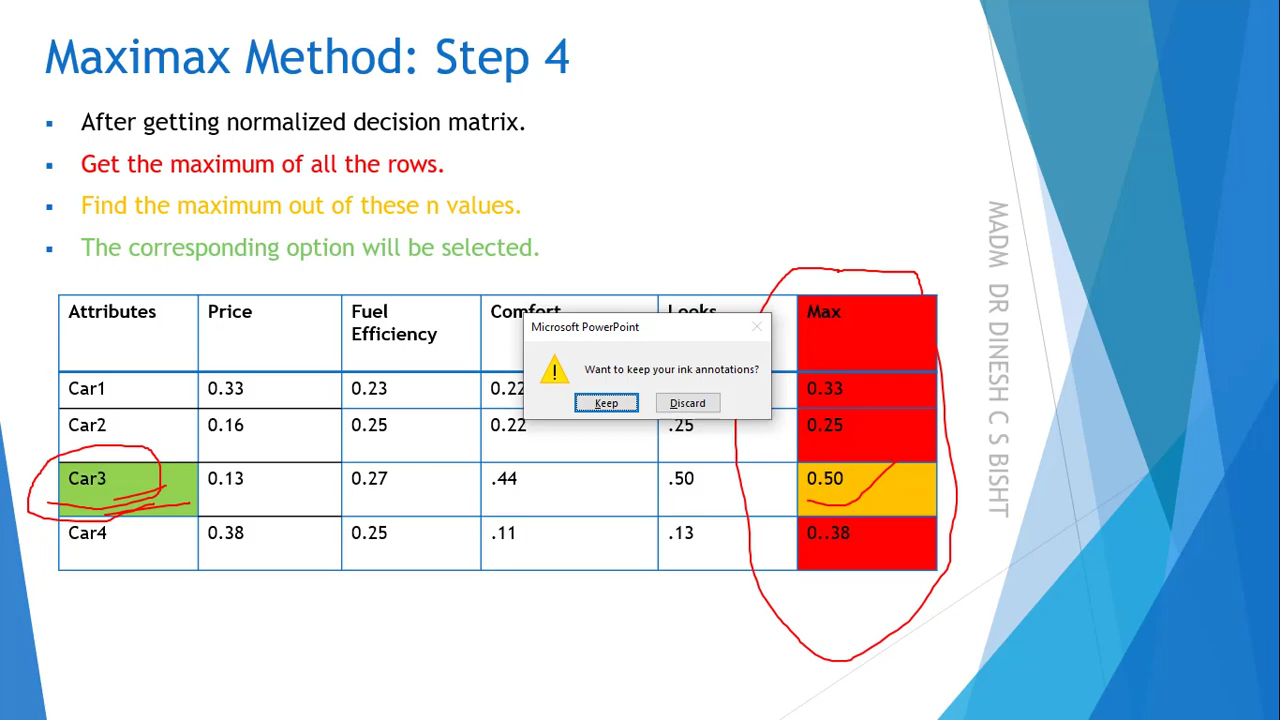 Maximax Method: Step 4
After getting normalized decision matrix.
Get the maximum of all the rows.
Find the maximum out of these n values.
The corresponding option will be selected.
Attributes Price Fuel Efficiency Comfort Looks Max
Car1 0.33 0.23 0.22 0.33
Car2 0.16 0.25 0.22 .25 0.25
Car3 0.13 0.27 .44 .50 0.50
Car4 0.38 0.25 .11 .13 0..38
Microsoft PowerPoint
Want to keep your ink annotations?
Keep Discard
MADM DR DINESH C S BISHT